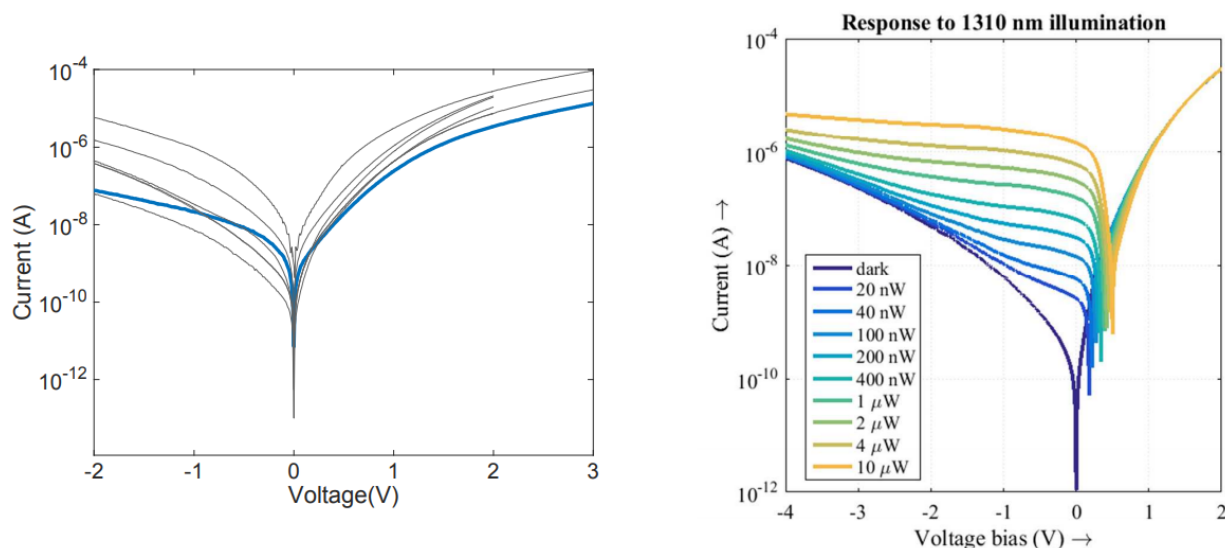 10⁻⁴
10⁻⁶
10⁻⁸
10⁻¹⁰
10⁻¹²
Current (A)
-2 -1 0 1 2 3
Voltage(V)
Response to 1310 nm illumination
10⁻⁴
10⁻⁶
10⁻⁸
10⁻¹⁰
10⁻¹²
Current (A) →
dark
20 nW
40 nW
100 nW
200 nW
400 nW
1 μW
2 μW
4 μW
10 μW
-4 -3 -2 -1 0 1 2
Voltage bias (V) →